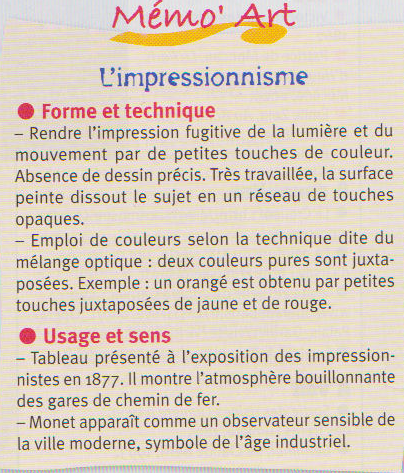 Mémo' Art
L'impressionnisme
● Forme et technique
– Rendre l'impression fugitive de la lumière et du
mouvement par de petites touches de couleur.
Absence de dessin précis. Très travaillée, la surface
peinte dissout le sujet en un réseau de touches
opaques.
– Emploi de couleurs selon la technique dite du
mélange optique : deux couleurs pures sont juxta-
posées. Exemple : un orangé est obtenu par petites
touches juxtaposées de jaune et de rouge.
● Usage et sens
– Tableau présenté à l'exposition des impression-
nistes en 1877. Il montre l'atmosphère bouillonnante
des gares de chemin de fer.
– Monet apparaît comme un observateur sensible de
la ville moderne, symbole de l'âge industriel.